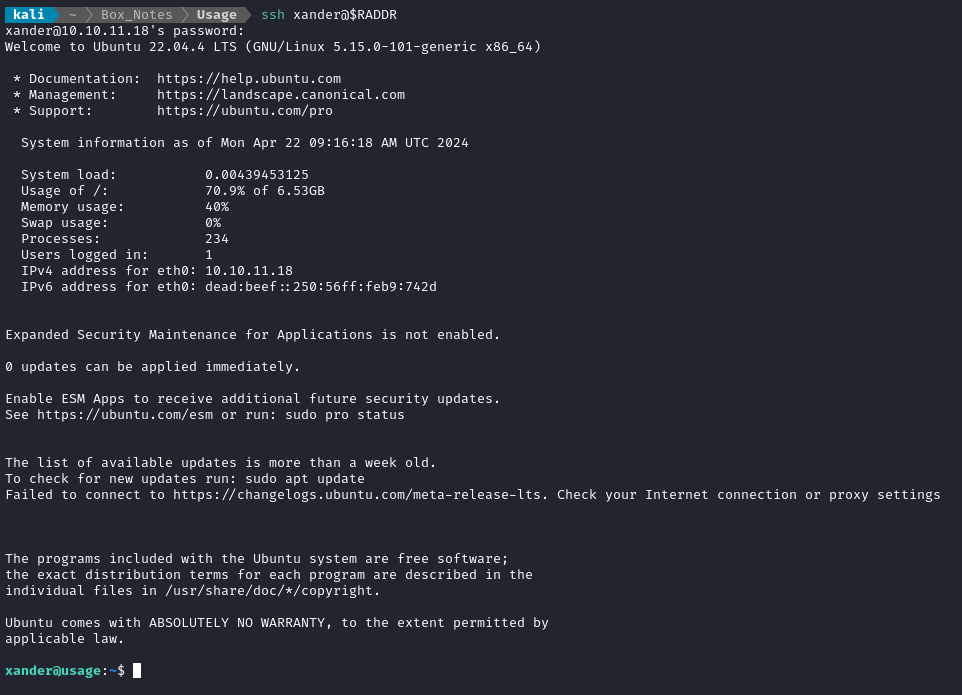 kali ~ Box_Notes Usage ssh xander@$RADDR
xander@10.10.11.18's password:
Welcome to Ubuntu 22.04.4 LTS (GNU/Linux 5.15.0-101-generic x86_64)
* Documentation: https://help.ubuntu.com
* Management: https://landscape.canonical.com
* Support: https://ubuntu.com/pro
System information as of Mon Apr 22 09:16:18 AM UTC 2024
System load: 0.00439453125
Usage of /: 70.9% of 6.53GB
Memory usage: 40%
Swap usage: 0%
Processes: 234
Users logged in: 1
IPv4 address for eth0: 10.10.11.18
IPv6 address for eth0: dead:beef::250:56ff:feb9:742d
Expanded Security Maintenance for Applications is not enabled.
0 updates can be applied immediately.
Enable ESM Apps to receive additional future security updates.
See https://ubuntu.com/esm or run: sudo pro status
The list of available updates is more than a week old.
To check for new updates run: sudo apt update
Failed to connect to https://changelogs.ubuntu.com/meta-release-lts. Check your Internet connection or proxy settings
The programs included with the Ubuntu system are free software;
the exact distribution terms for each program are described in the
individual files in /usr/share/doc/*/copyright.
Ubuntu comes with ABSOLUTELY NO WARRANTY, to the extent permitted by
applicable law.
xander@usage:~$